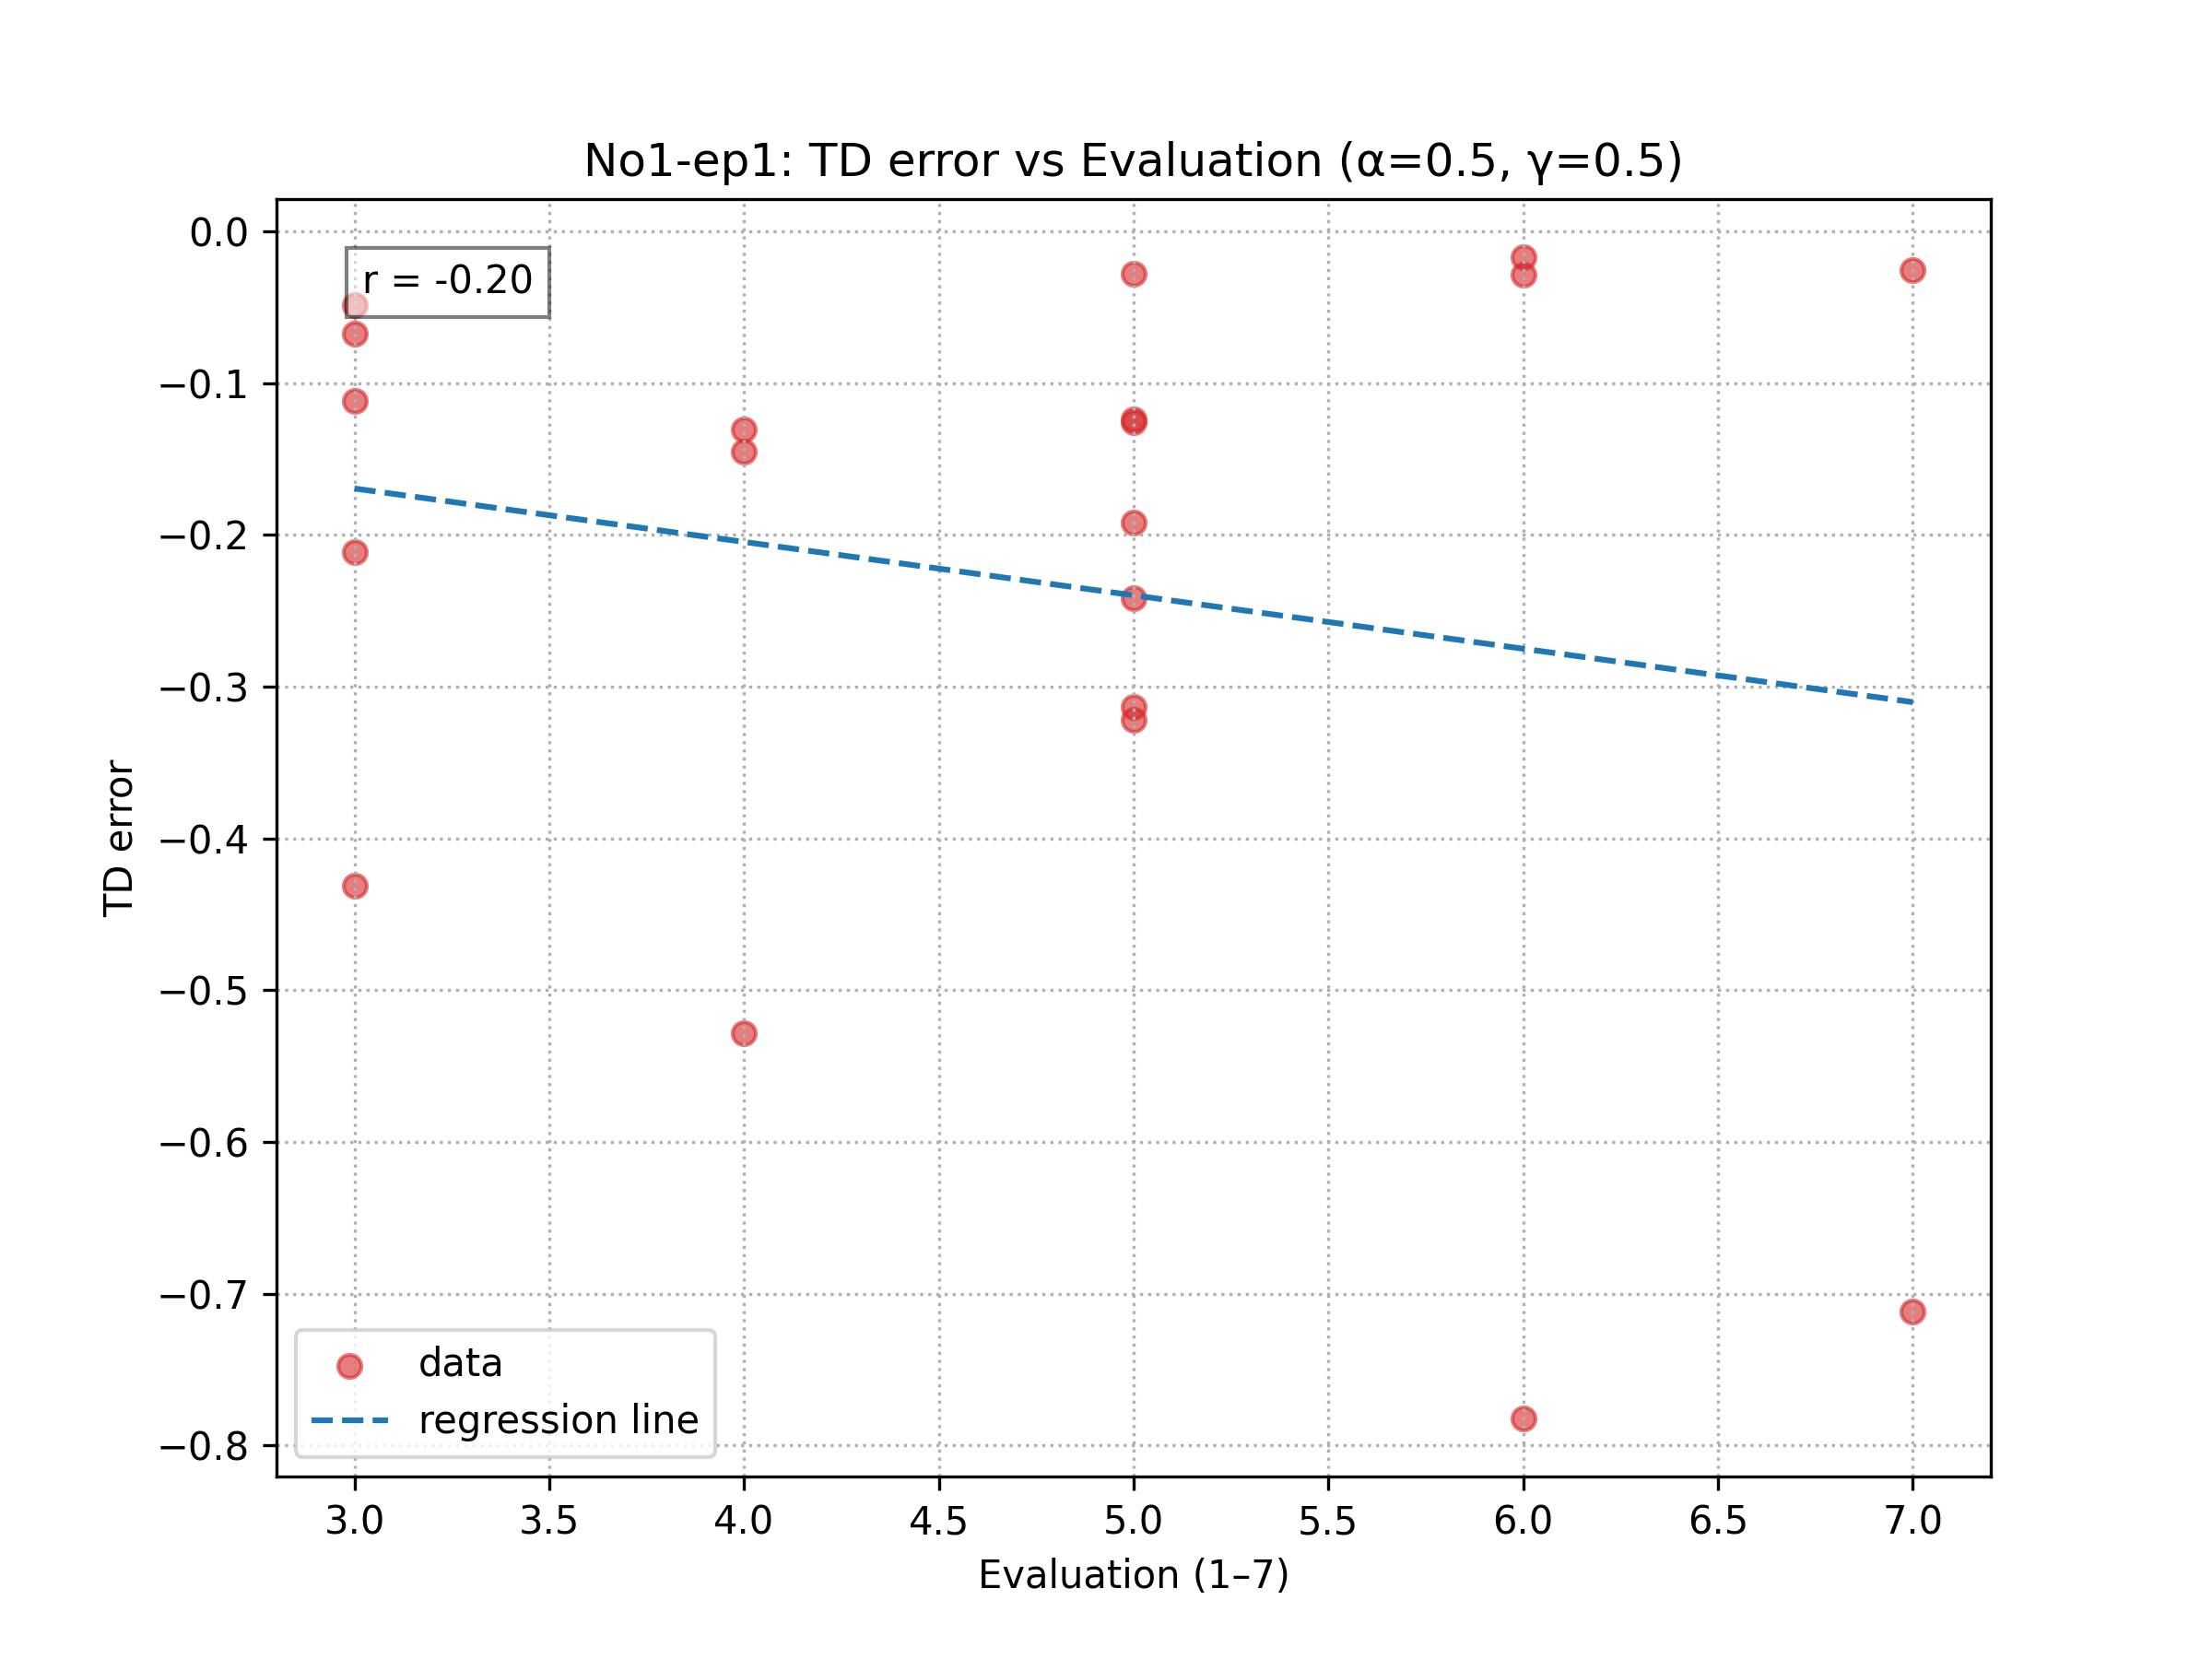 No1-ep1: TD error vs Evaluation (α=0.5, γ=0.5)
r = -0.20
0.0
−0.1
−0.2
−0.3
−0.4
−0.5
−0.6
−0.7
−0.8
TD error
data
regression line
3.0 3.5 4.0 4.5 5.0 5.5 6.0 6.5 7.0
Evaluation (1–7)